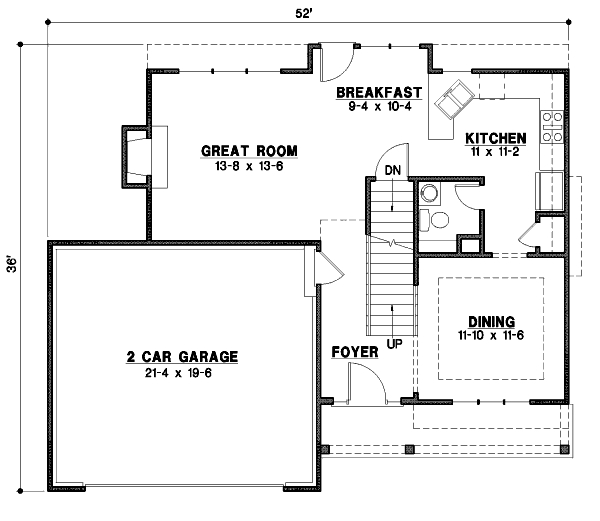 52'
BREAKFAST
9-4 x 10-4
KITCHEN
11 x 11-2
GREAT ROOM
13-8 x 13-6
DN
36'
DINING
11-10 x 11-6
UP
FOYER
2 CAR GARAGE
21-4 x 19-6